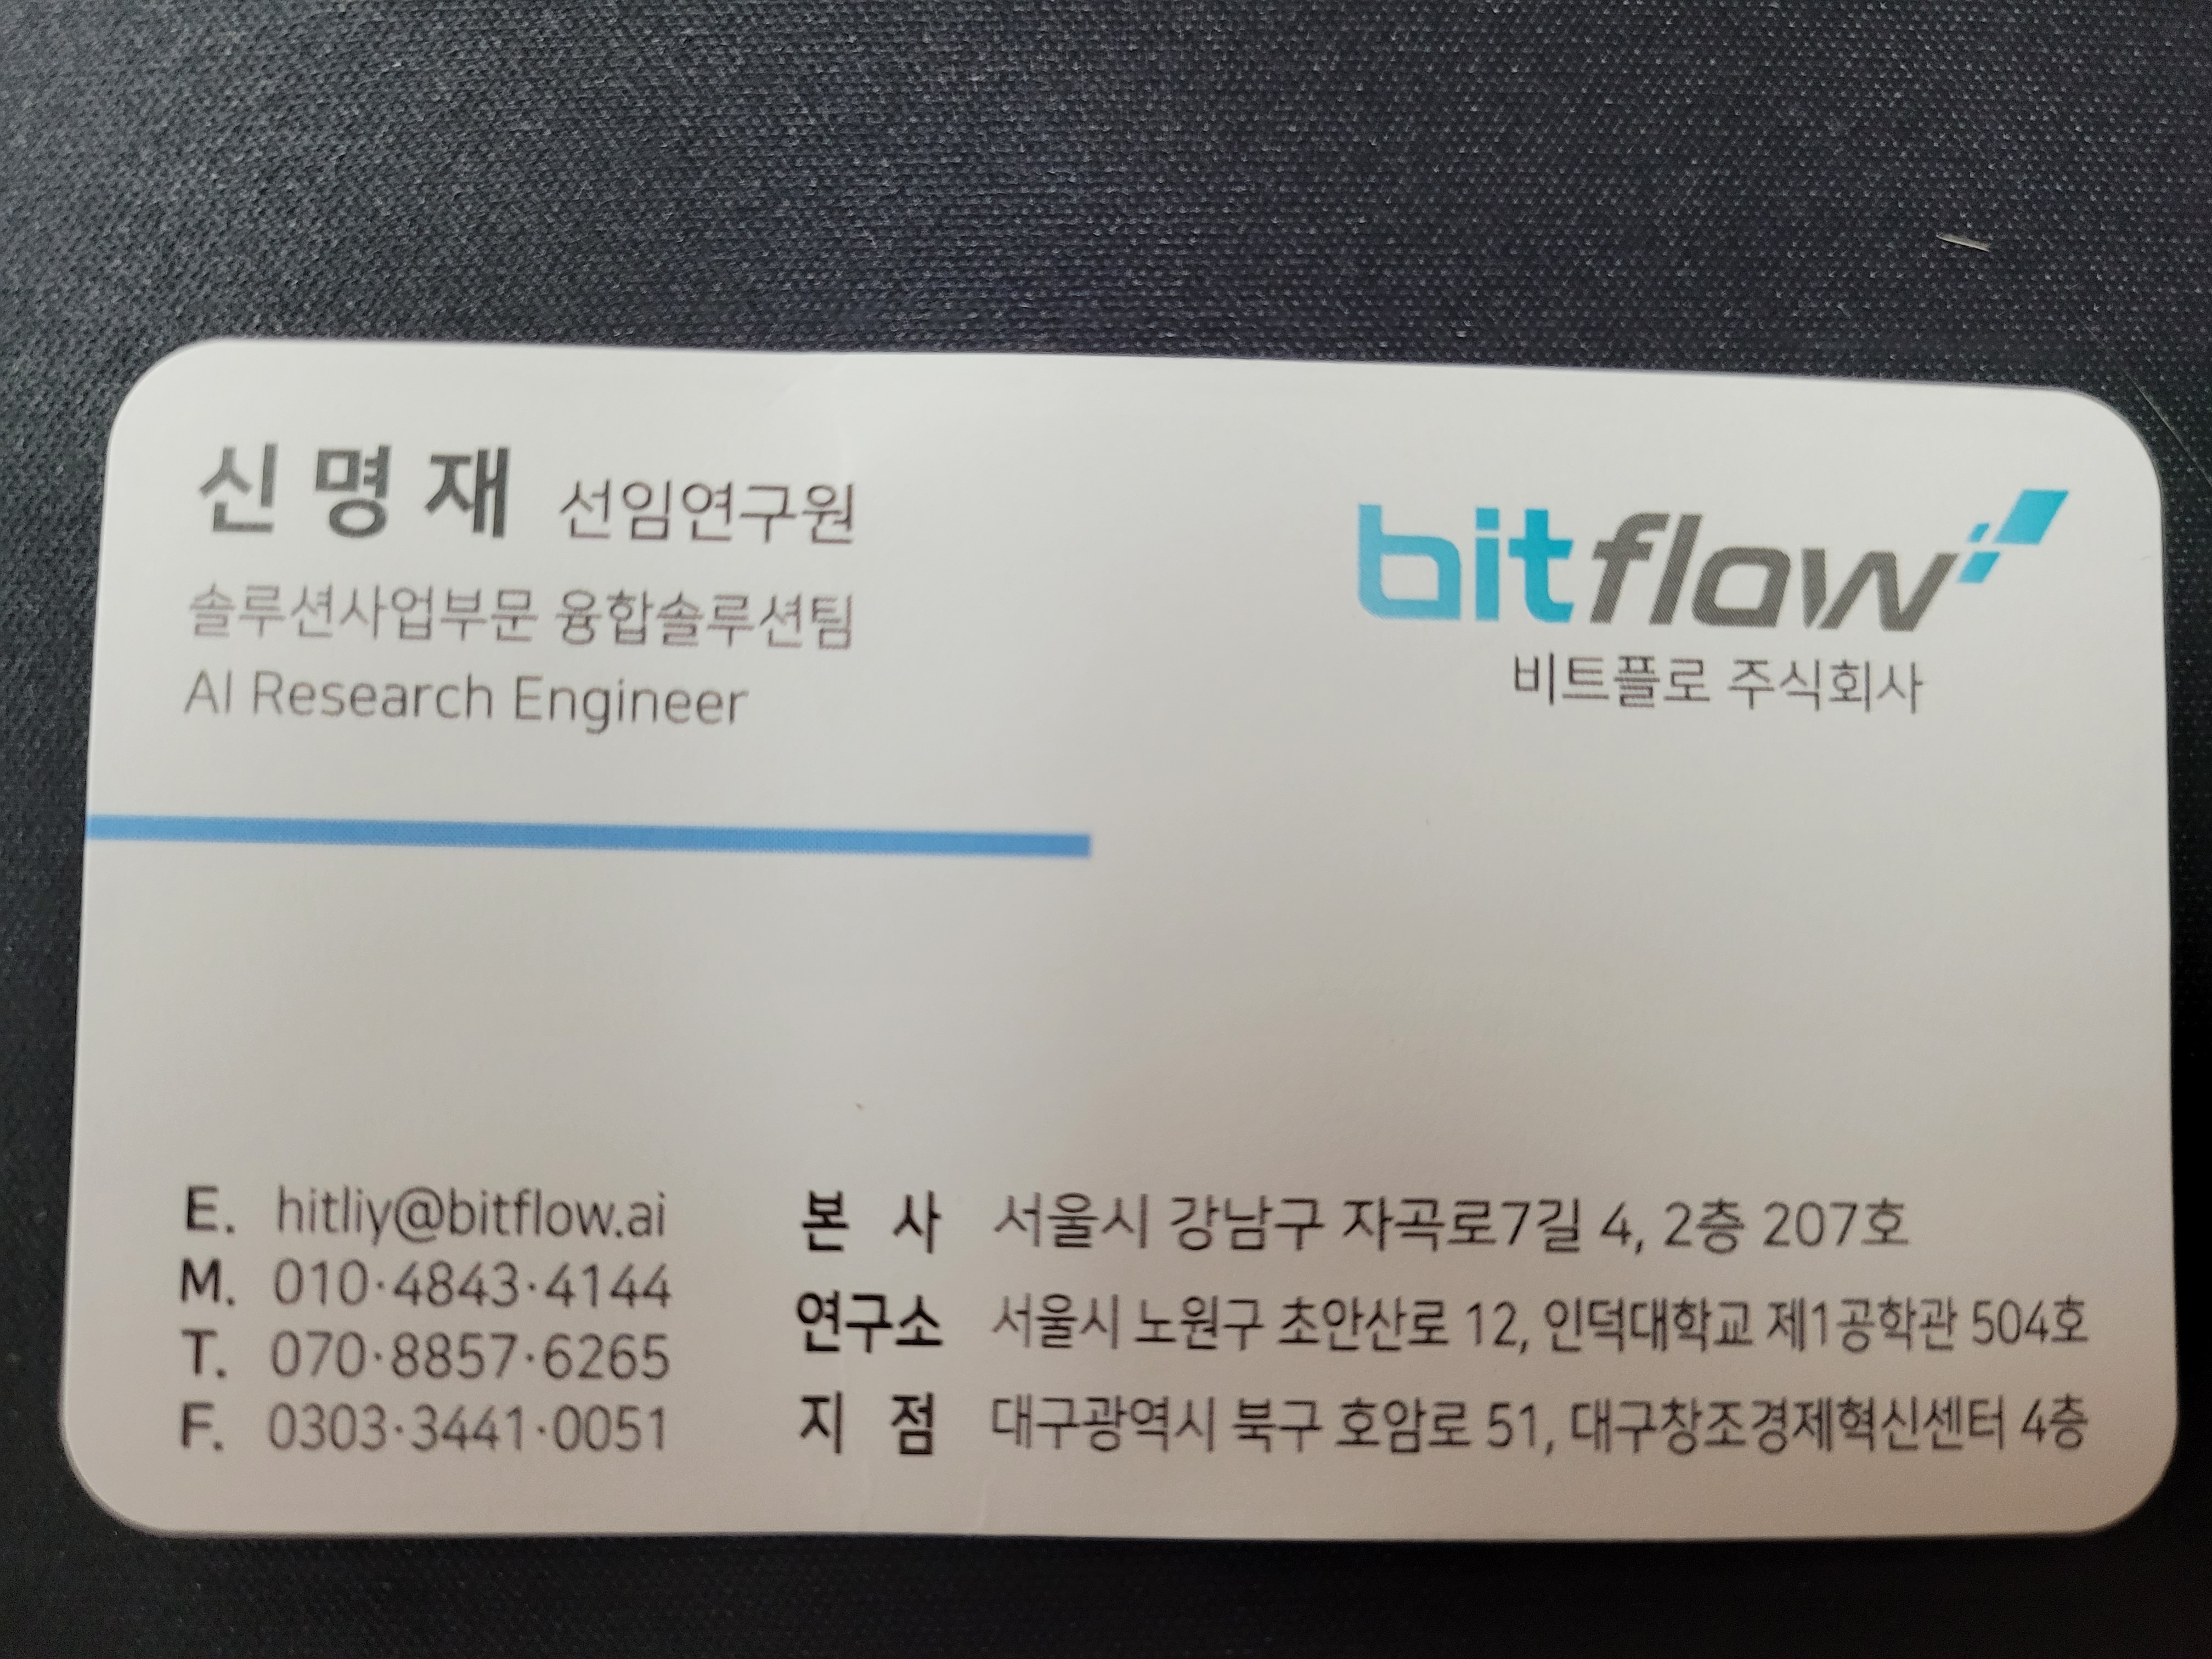 신명재 선임연구원
솔루션사업부문 융합솔루션팀
AI Research Engineer
bitflow
비트플로 주식회사
E. hitliy@bitflow.ai
M. 010·4843·4144
T. 070·8857·6265
F. 0303·3441·0051
본 사 서울시 강남구 자곡로7길 4, 2층 207호
연구소 서울시 노원구 초안산로 12, 인덕대학교 제1공학관 504호
지 점 대구광역시 북구 호암로 51, 대구창조경제혁신센터 4층